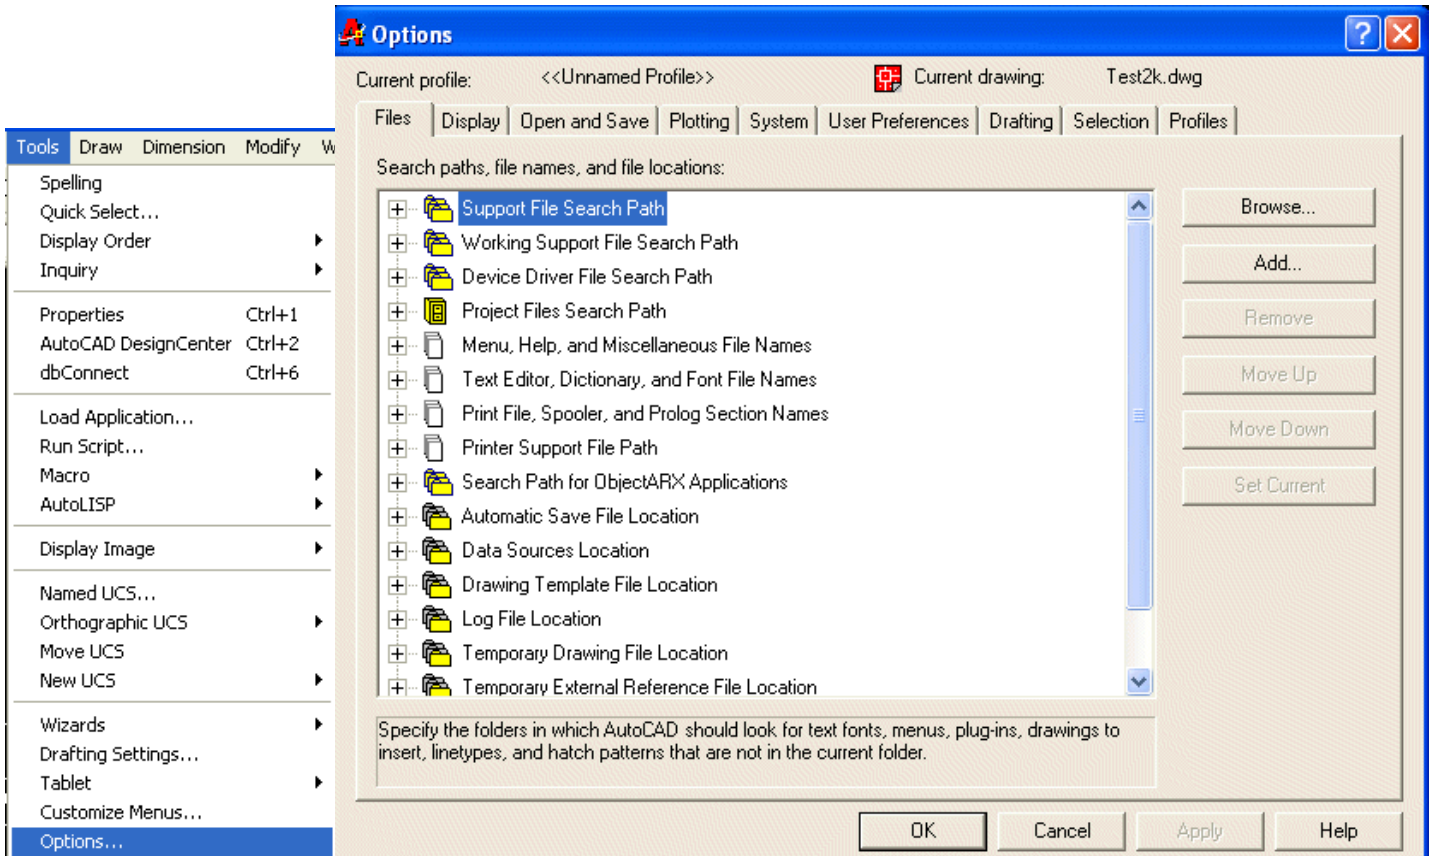 Tools Draw Dimension Modify W
Spelling
Quick Select...
Display Order
Inquiry
Properties Ctrl+1
AutoCAD DesignCenter Ctrl+2
dbConnect Ctrl+6
Load Application...
Run Script...
Macro
AutoLISP
Display Image
Named UCS...
Orthographic UCS
Move UCS
New UCS
Wizards
Drafting Settings...
Tablet
Customize Menus...
Options...
Options
Current profile: <<Unnamed Profile>> Current drawing: Test2k.dwg
Files Display Open and Save Plotting System User Preferences Drafting Selection Profiles
Search paths, file names, and file locations:
Support File Search Path
Working Support File Search Path
Device Driver File Search Path
Project Files Search Path
Menu, Help, and Miscellaneous File Names
Text Editor, Dictionary, and Font File Names
Print File, Spooler, and Prolog Section Names
Printer Support File Path
Search Path for ObjectARX Applications
Automatic Save File Location
Data Sources Location
Drawing Template File Location
Log File Location
Temporary Drawing File Location
Temporary External Reference File Location
Browse...
Add...
Remove
Move Up
Move Down
Set Current
Specify the folders in which AutoCAD should look for text fonts, menus, plug-ins, drawings to
insert, linetypes, and hatch patterns that are not in the current folder.
OK Cancel Apply Help